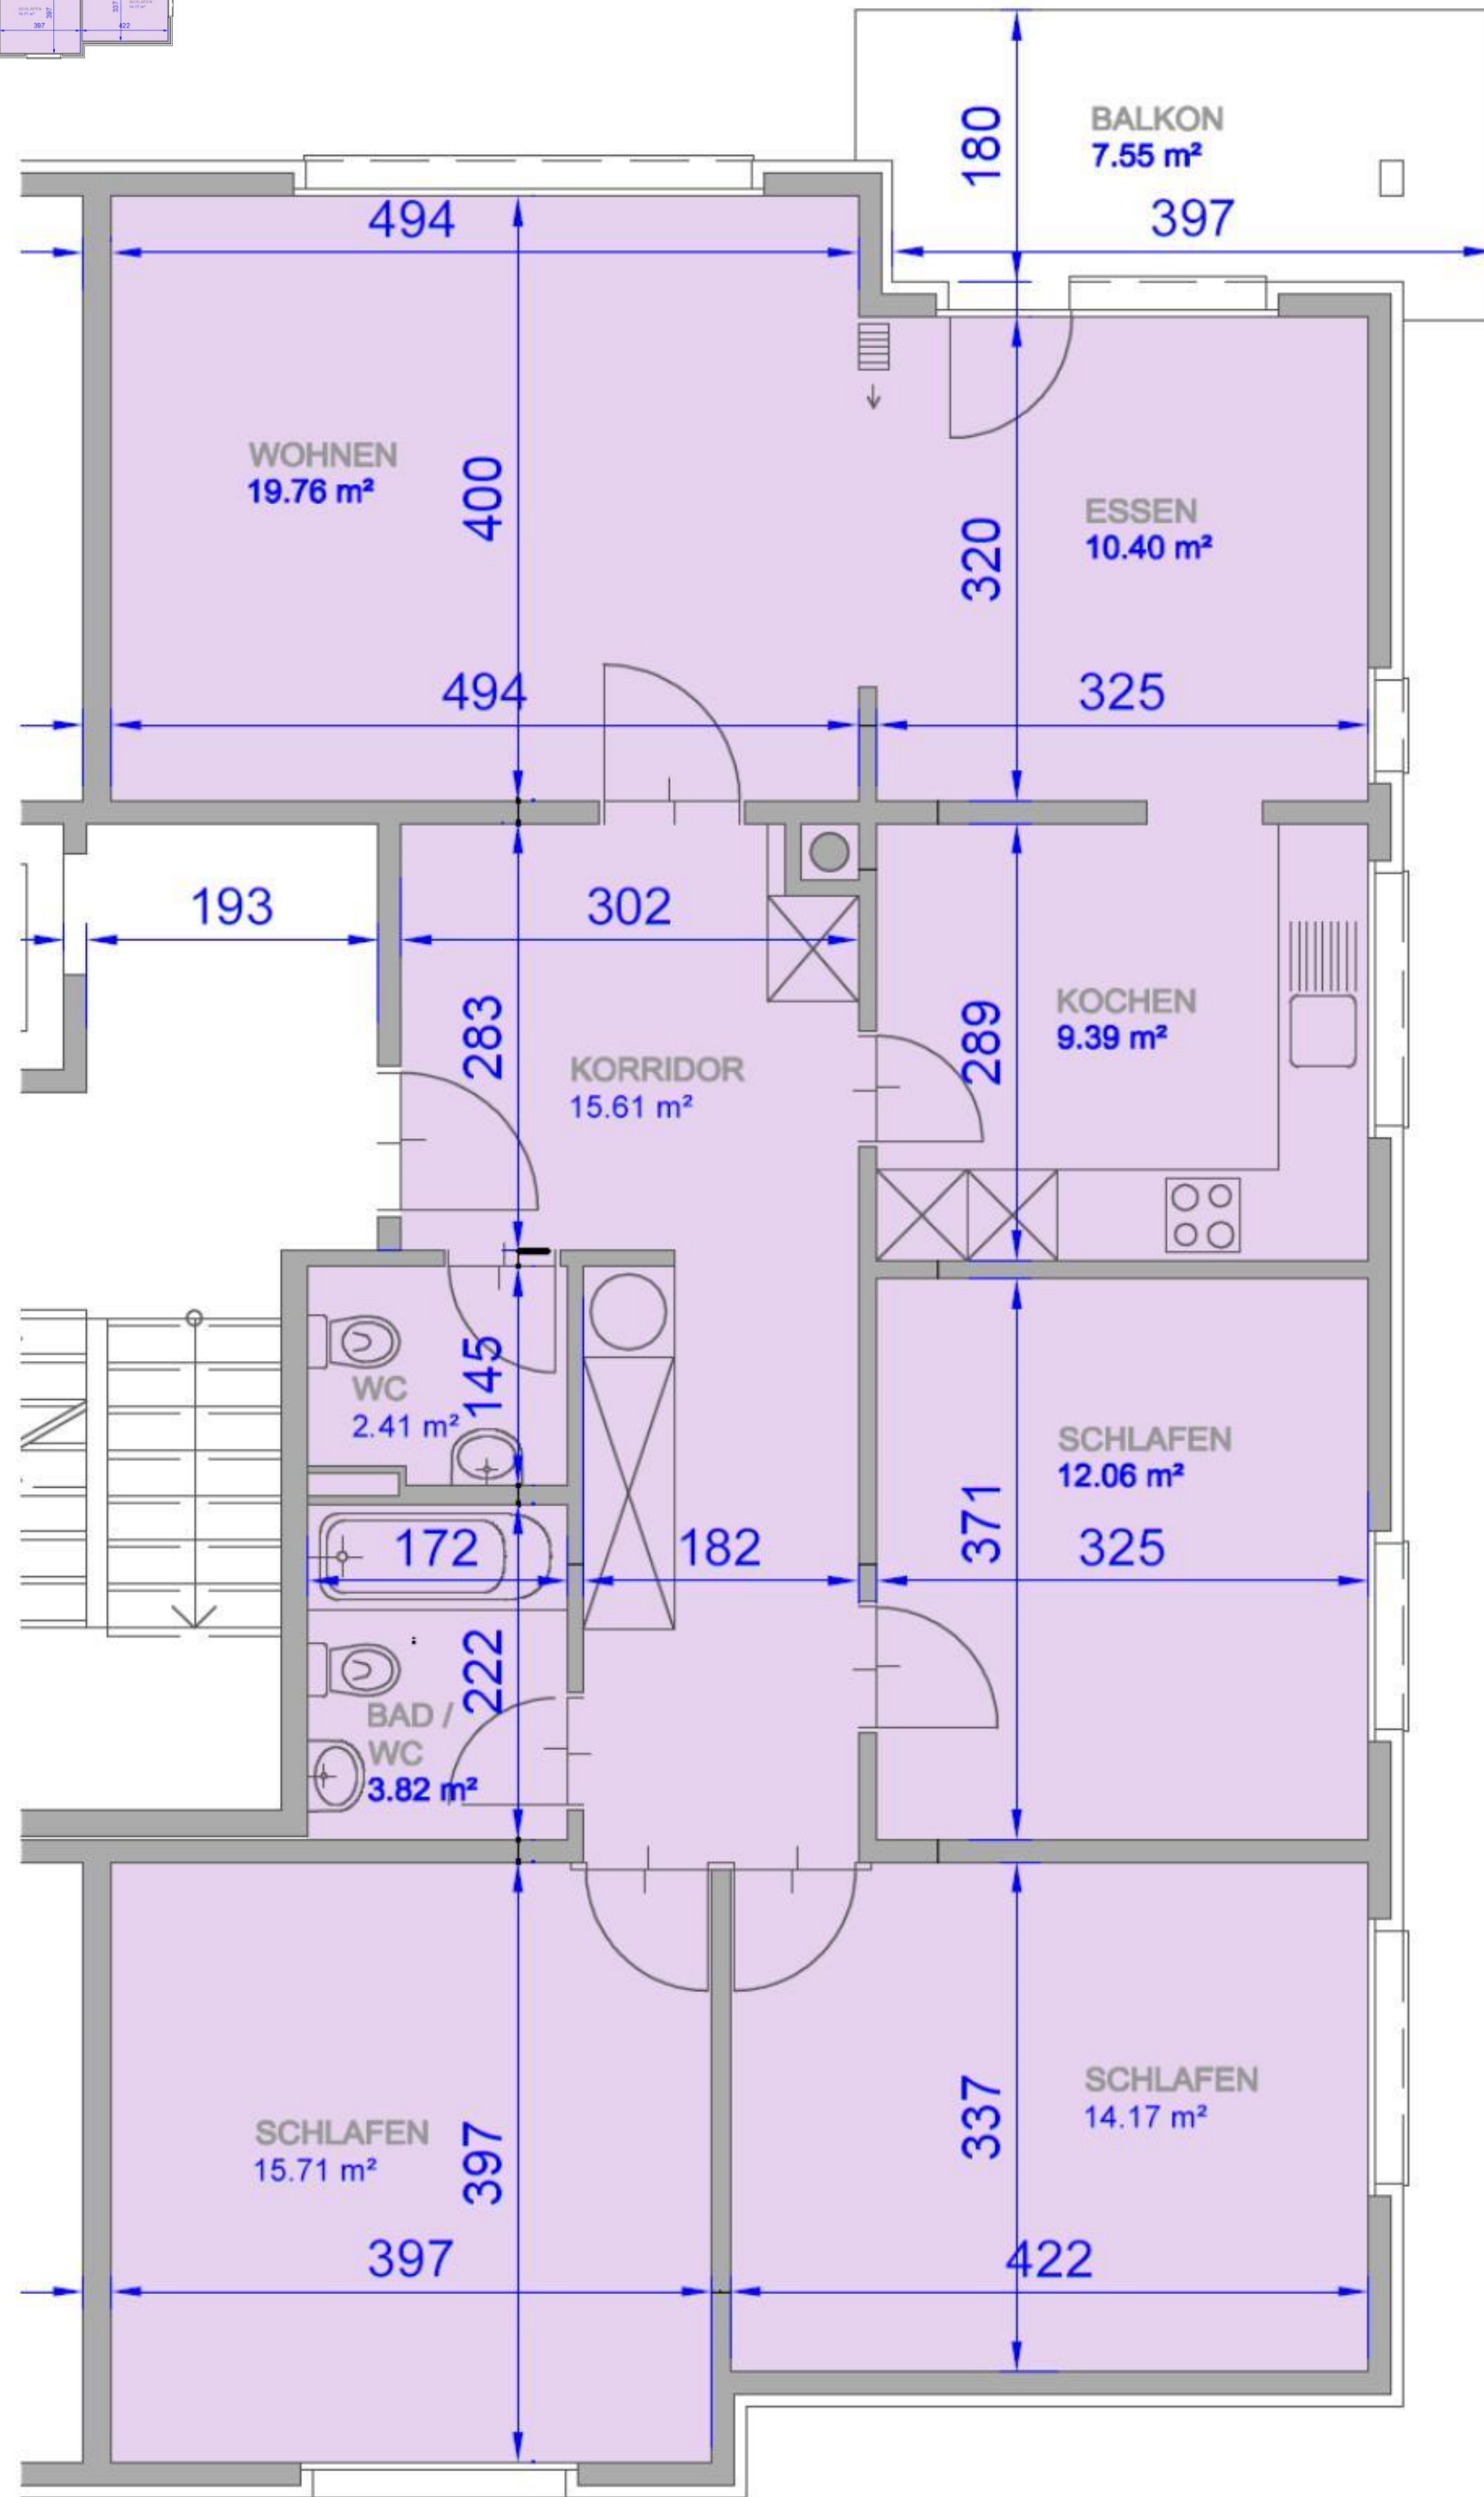 397
422
180
BALKON
7.55 m²
397
494
WOHNEN
19.76 m²
400
ESSEN
10.40 m²
320
494
325
193
302
283
KORRIDOR
15.61 m²
289
KOCHEN
9.39 m²
WC
2.41 m²
145
SCHLAFEN
12.06 m²
371
172
182
325
222
BAD /
WC
3.82 m²
SCHLAFEN
15.71 m²
397
397
337
SCHLAFEN
14.17 m²
422